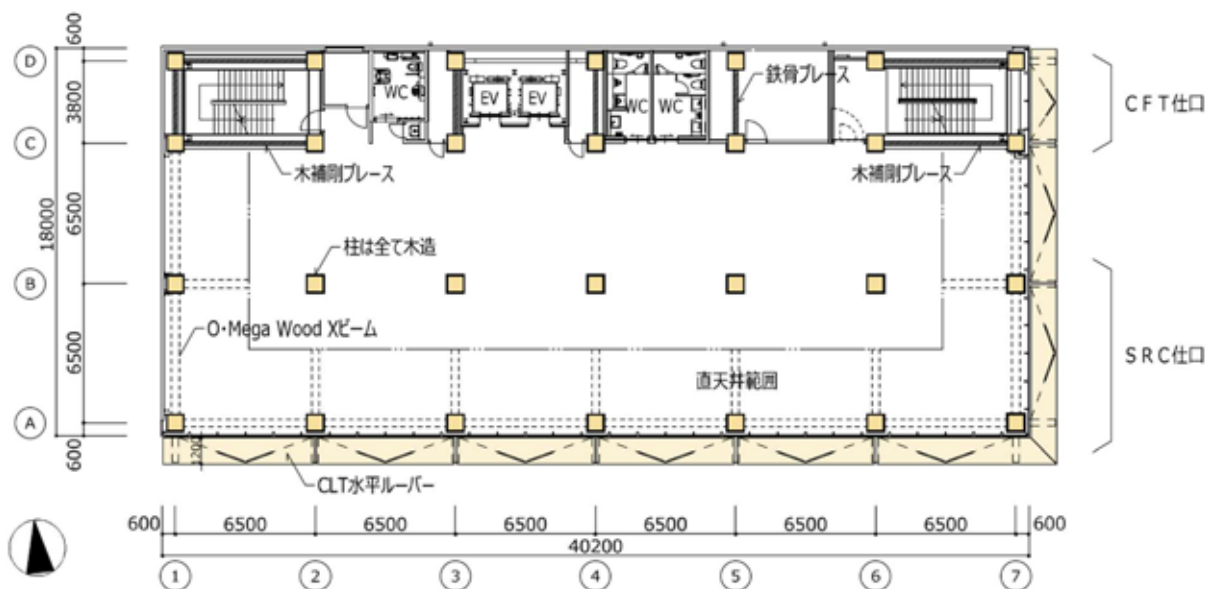 600
D
3800
C
6500
18000
B
6500
A
600
WC
EV
EV
WC
WC
鉄骨ブレース
CFT仕口
木補剛ブレース
木補剛ブレース
柱は全て木造
O・Mega Wood Xビーム
直天井範囲
SRC仕口
1200
CLT水平ルーバー
600 6500 6500 6500 6500 6500 6500 600
40200
1 2 3 4 5 6 7